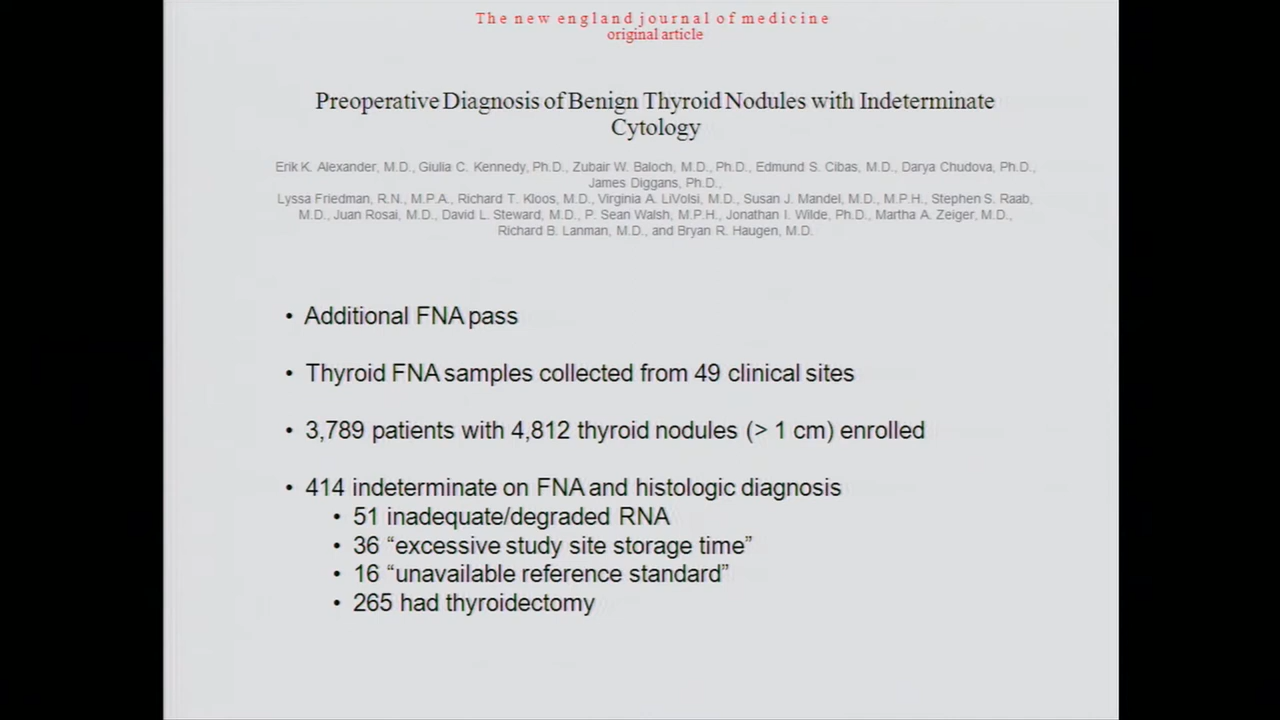 The new england journal of medicine
original article
Preoperative Diagnosis of Benign Thyroid Nodules with Indeterminate
Cytology
Erik K. Alexander, M.D., Giulia C. Kennedy, Ph.D., Zubair W. Baloch, M.D., Ph.D., Edmund S. Cibas, M.D., Darya Chudova, Ph.D.,
James Diggans, Ph.D.,
Lyssa Friedman, R.N., M.P.A., Richard T. Kloos, M.D., Virginia A. LiVolsi, M.D., Susan J. Mandel, M.D., M.P.H., Stephen S. Raab,
M.D., Juan Rosai, M.D., David L. Steward, M.D., P. Sean Walsh, M.P.H., Jonathan I. Wilde, Ph.D., Martha A. Zeiger, M.D.,
Richard B. Lanman, M.D., and Bryan R. Haugen, M.D.
• Additional FNA pass
• Thyroid FNA samples collected from 49 clinical sites
• 3,789 patients with 4,812 thyroid nodules (> 1 cm) enrolled
• 414 indeterminate on FNA and histologic diagnosis
• 51 inadequate/degraded RNA
• 36 “excessive study site storage time”
• 16 “unavailable reference standard”
• 265 had thyroidectomy